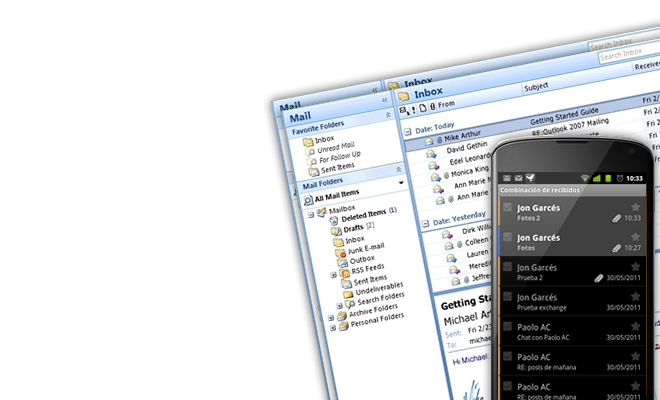 Search Inbox
Search Inbox
Inbox
Mail
Inbox
Mail
Received
Subject
From
Favorite Folders
Inbox
Unread Mail
For Follow Up
Sent Items
Mail Folders
All Mail Items
Mailbox
Deleted Items (1)
Drafts [2]
Inbox
Junk E-mail
Outbox
RSS Feeds
Sent Items
Undeliverables
Search Folders
Archive Folders
Personal Folders
Date: Today
Mike Arthur Getting Started Guide Fri 2/
David Gethin RE:Outlook 2007 Mailing
Edel Leonard
Monica King
Ann Marie
Ann Marie
Date: Yesterday
Dirk
Colleen
Lauren
Jeffre
Getting Sta
Michael Ar
Sent: Fri 2/2
To: michae
Hi Michael,
10:33
Combinación de recibidos
Jon Garcés
Fotos 2 10:33
Jon Garcés
Fotos 10:27
Jon Garcés
Prueba 2 30/05/2011
Jon Garcés
Prueba exchange 30/05/2011
Paolo AC
Chat con Paolo AC 30/05/2011
Paolo AC
RE: posts de mañana 30/05/2011
Paolo AC
RE: posts de mañana 30/05/2011